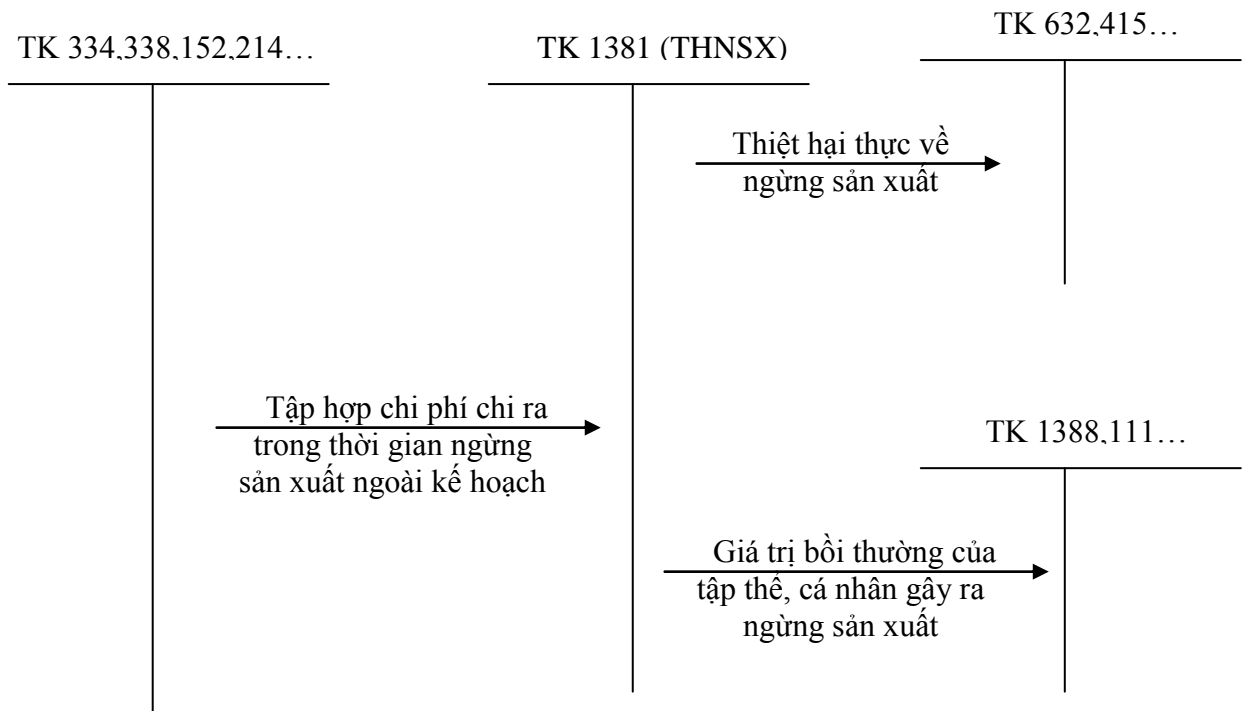 TK 334,338,152,214…
TK 1381 (THNSX)
TK 632,415…
Thiệt hại thực về
ngừng sản xuất
Tập hợp chi phí chi ra
trong thời gian ngừng
sản xuất ngoài kế hoạch
TK 1388,111…
Giá trị bồi thường của
tập thể, cá nhân gây ra
ngừng sản xuất